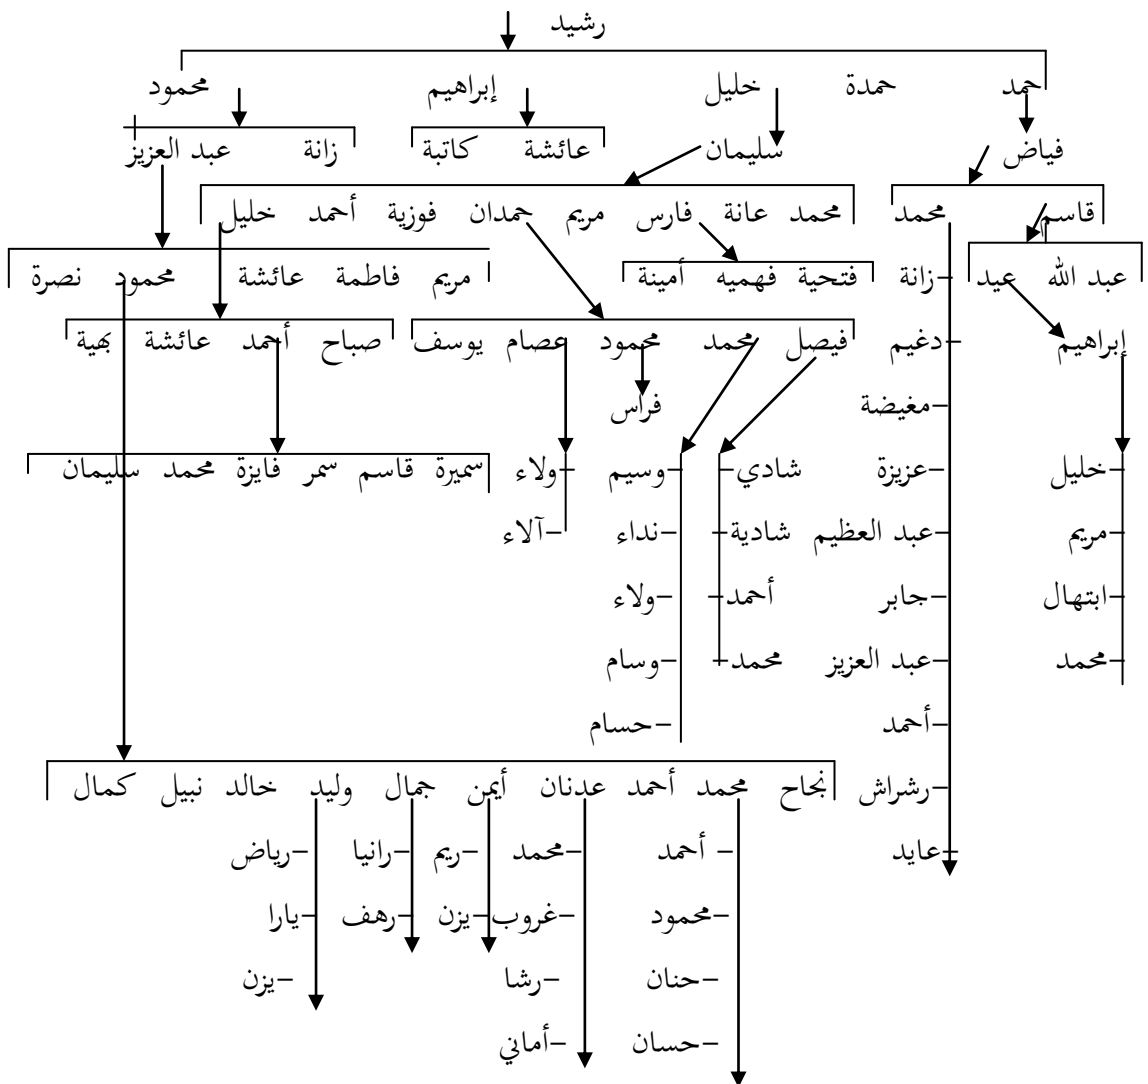 رشيد
حمد حمدة خليل إبراهيم محمود
فياض سليمان عائشة كاتبة زانة عبد العزيز
قاسم محمد محمد عانة فارس مريم حمدان فوزية أحمد خليل
عبد الله عيد زانة فتحية فهميه أمينة مريم فاطمة عائشة محمود نصرة
إبراهيم دغيم فيصل محمد محمود عصام يوسف صباح أحمد عائشة بهية
مغيضة فراس
خليل عزيزة شادي وسيم ولاء سميرة قاسم سمر فايزة محمد سليمان
مريم عبد العظيم شادية نداء آلاء
ابتهال جابر أحمد ولاء
محمد عبد العزيز محمد وسام
أحمد حسام
رشراش نجاح محمد أحمد عدنان أيمن جمال وليد خالد نبيل كمال
عايد أحمد محمد ريم رانيا رياض
محمود غروب يزن رهف يارا
حنان رشا يزن
حسان أماني